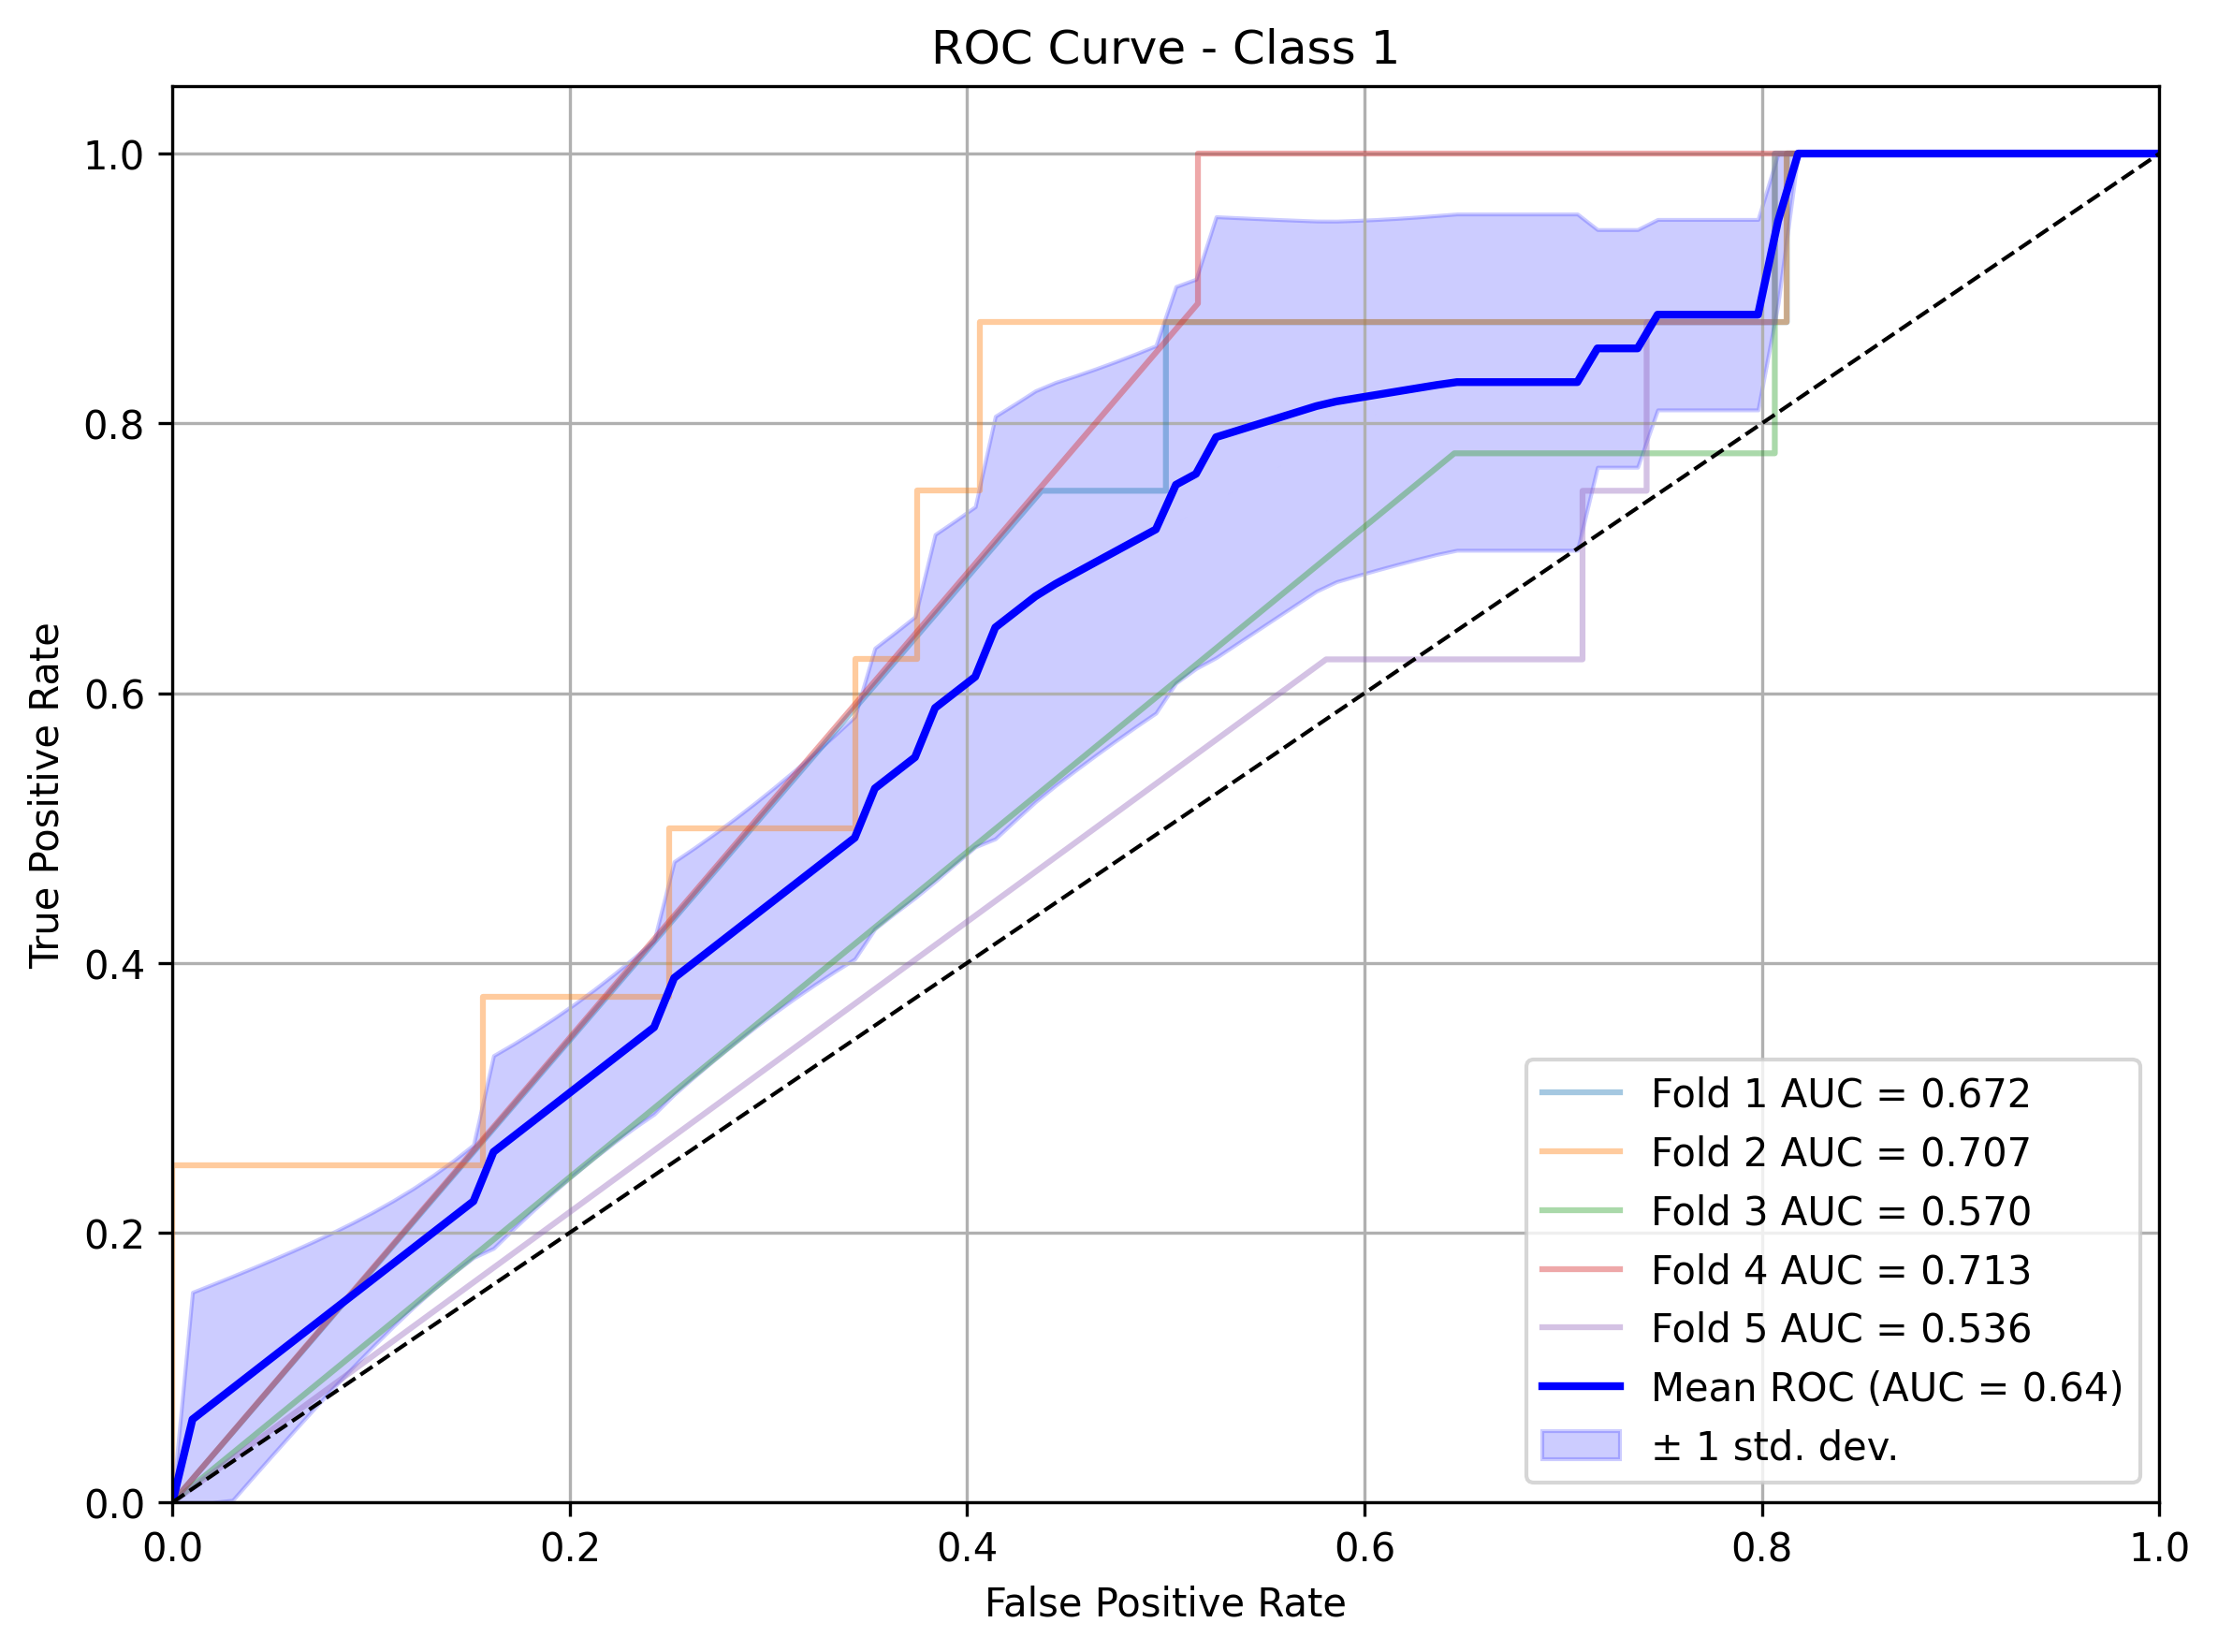 ROC Curve - Class 1
1.0
0.8
0.6
0.4
0.2
0.0
True Positive Rate
0.0 0.2 0.4 0.6 0.8 1.0
False Positive Rate
Fold 1 AUC = 0.672
Fold 2 AUC = 0.707
Fold 3 AUC = 0.570
Fold 4 AUC = 0.713
Fold 5 AUC = 0.536
Mean ROC (AUC = 0.64)
± 1 std. dev.